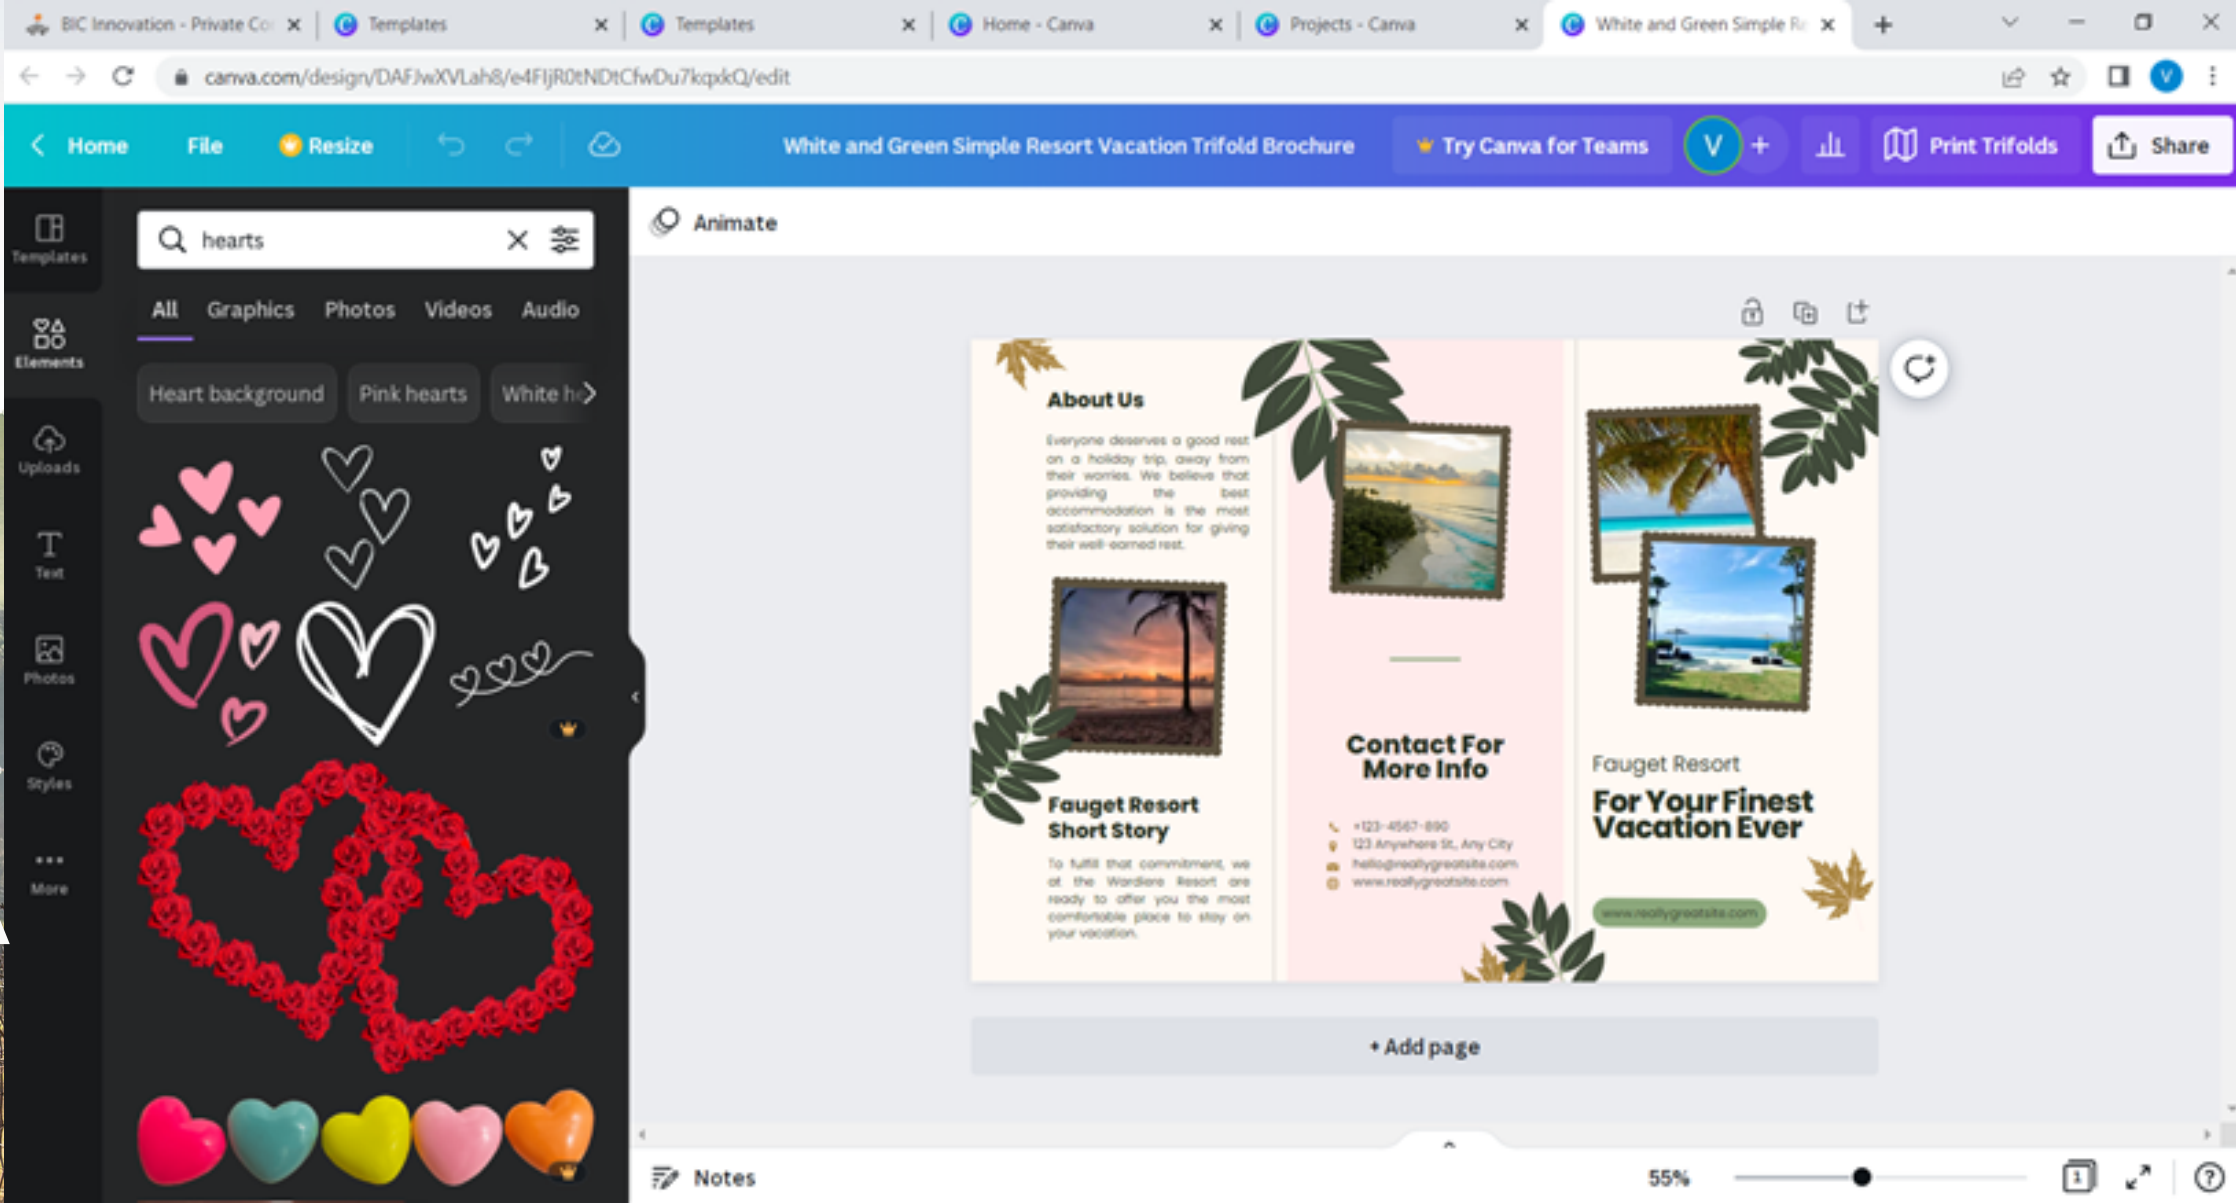 BIC Innovation - Private Co
Templates
Templates
Home - Canva
Projects - Canva
White and Green Simple Re
canva.com/design/DAFJwXVLah8/e4FIjR0tNDtCfwDu7kqxkQ/edit
V
Home
File
Resize
White and Green Simple Resort Vacation Trifold Brochure
Try Canva for Teams
V
+
Print Trifolds
Share
Templates
Elements
Uploads
Text
Photos
Styles
More
hearts
All
Graphics
Photos
Videos
Audio
Heart background
Pink hearts
White he
Animate
About Us
Everyone deserves a good rest
on a holiday trip, away from
their worries. We believe that
providing the best
accommodation is the most
satisfactory solution for giving
their well-earned rest.
Fauget Resort
Short Story
To fulfill that commitment, we
at the Wardiere Resort are
ready to offer you the most
comfortable place to stay on
your vacation.
Contact For
More Info
+123-4567-890
123 Anywhere St., Any City
hello@reallygreatsite.com
www.reallygreatsite.com
Fauget Resort
For Your Finest
Vacation Ever
www.reallygreatsite.com
+ Add page
Notes
55%
1
?